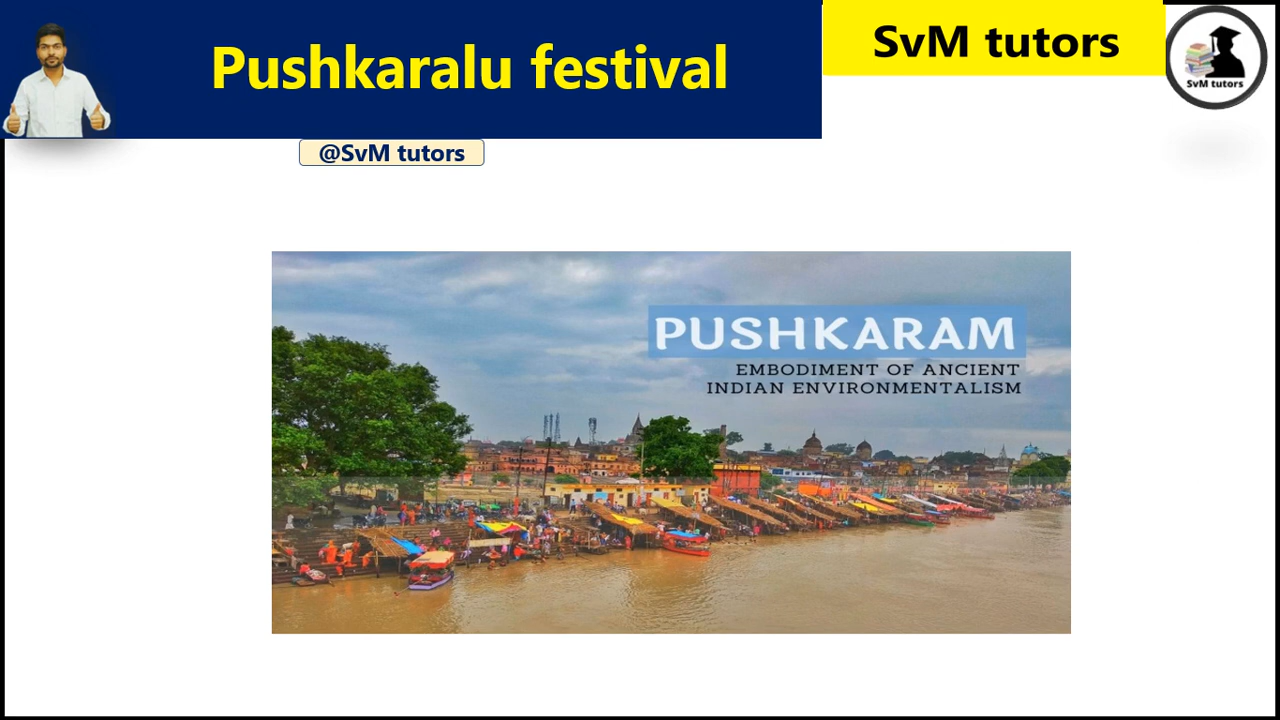 Pushkaralu festival
SvM tutors
SvM tutors
@SvM tutors
PUSHKARAM
EMBODIMENT OF ANCIENT
INDIAN ENVIRONMENTALISM